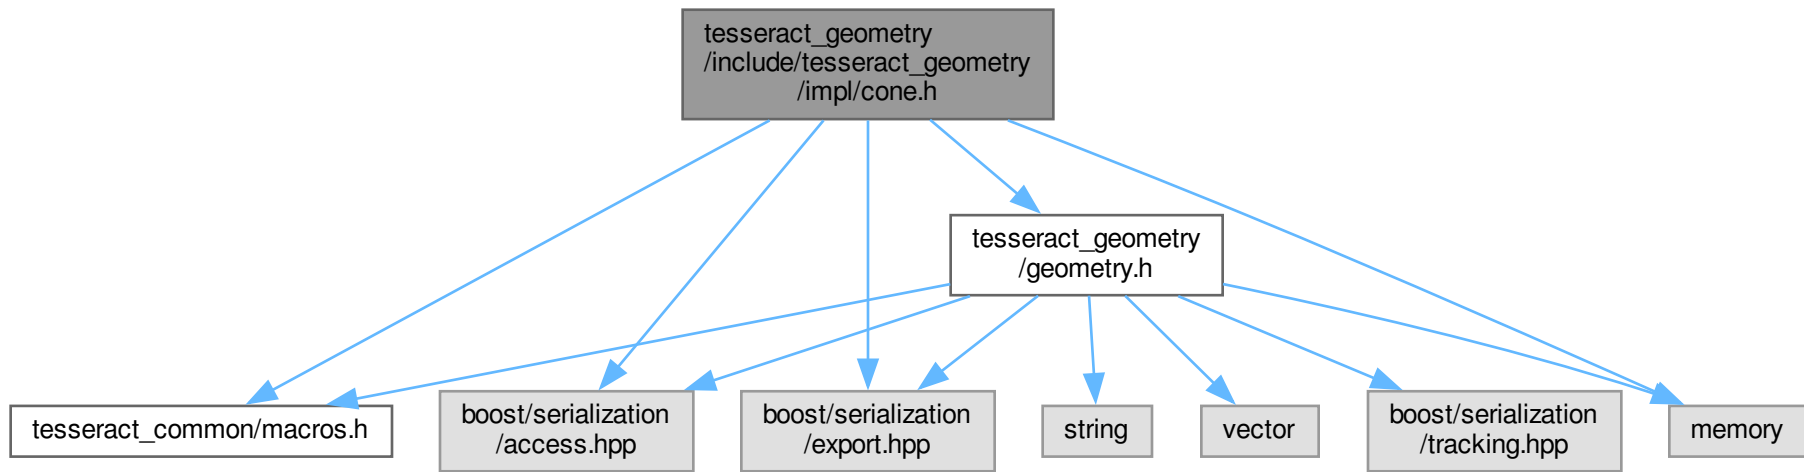 tesseract_geometry
/include/tesseract_geometry
/impl/cone.h
tesseract_geometry
/geometry.h
tesseract_common/macros.h
boost/serialization
/access.hpp
boost/serialization
/export.hpp
string
vector
boost/serialization
/tracking.hpp
memory